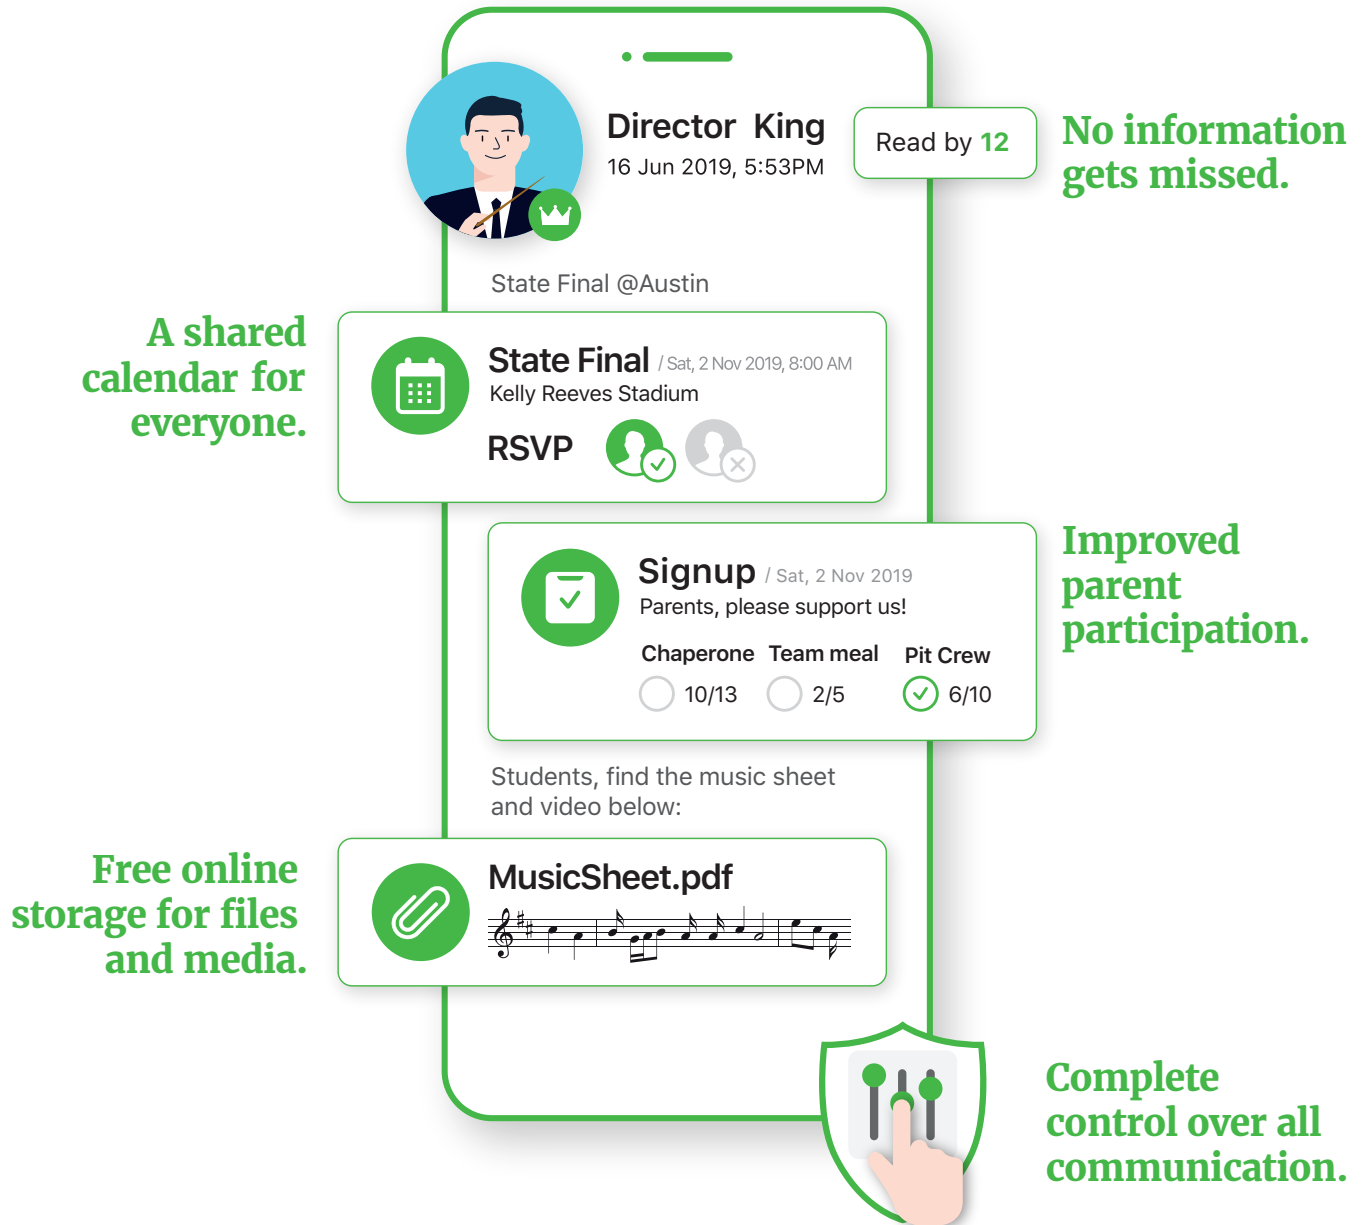 Director King
16 Jun 2019, 5:53PM
Read by 12
No information
gets missed.
State Final @Austin
A shared
calendar for
everyone.
State Final / Sat, 2 Nov 2019, 8:00 AM
Kelly Reeves Stadium
RSVP
Signup / Sat, 2 Nov 2019
Parents, please support us!
Chaperone Team meal Pit Crew
10/13 2/5 6/10
Improved
parent
participation.
Students, find the music sheet
and video below:
Free online
storage for files
and media.
MusicSheet.pdf
Complete
control over all
communication.